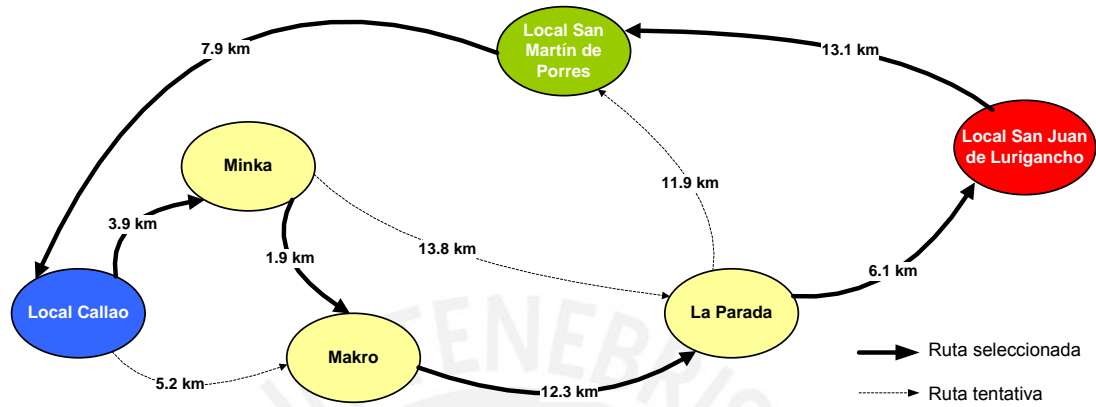 Local San
Martín de
Porres
7.9 km
13.1 km
Local San Juan
de Lurigancho
Minka
11.9 km
3.9 km
1.9 km
13.8 km
6.1 km
Local Callao
La Parada
Makro
5.2 km
12.3 km
Ruta seleccionada
Ruta tentativa